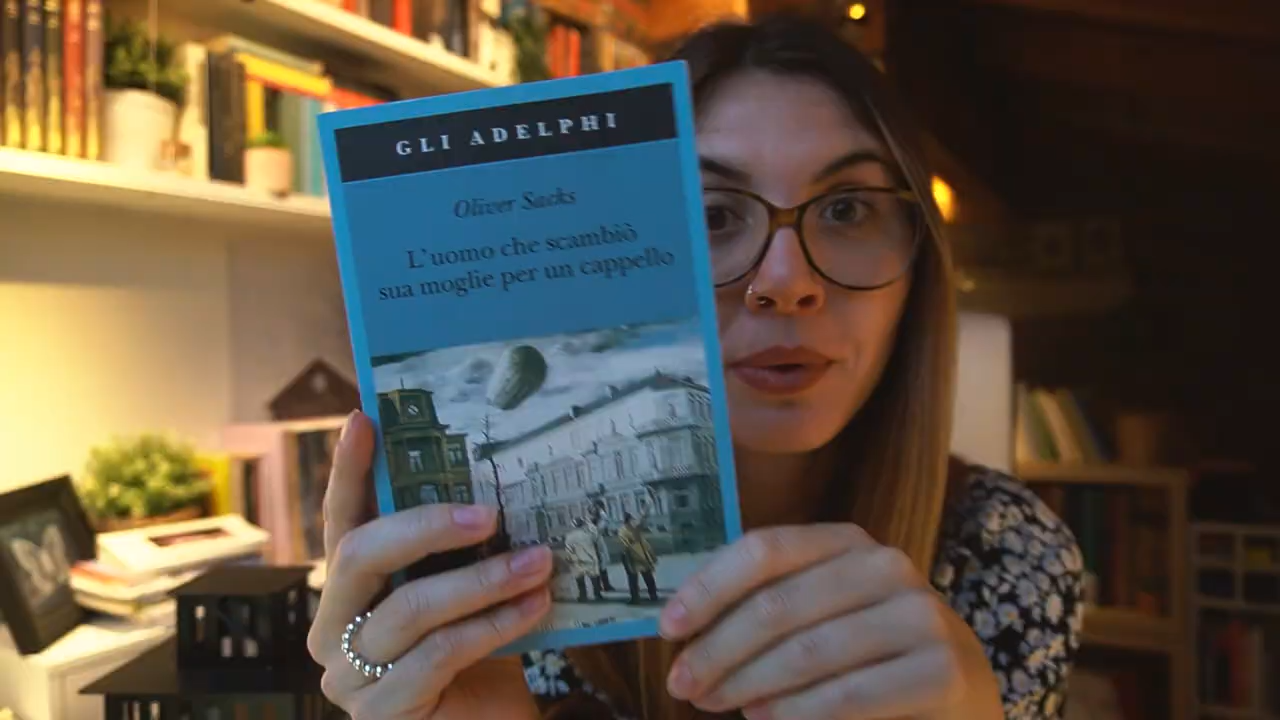 GLI ADELPHI
Oliver Sacks
L'uomo che scambiò
sua moglie per un cappello